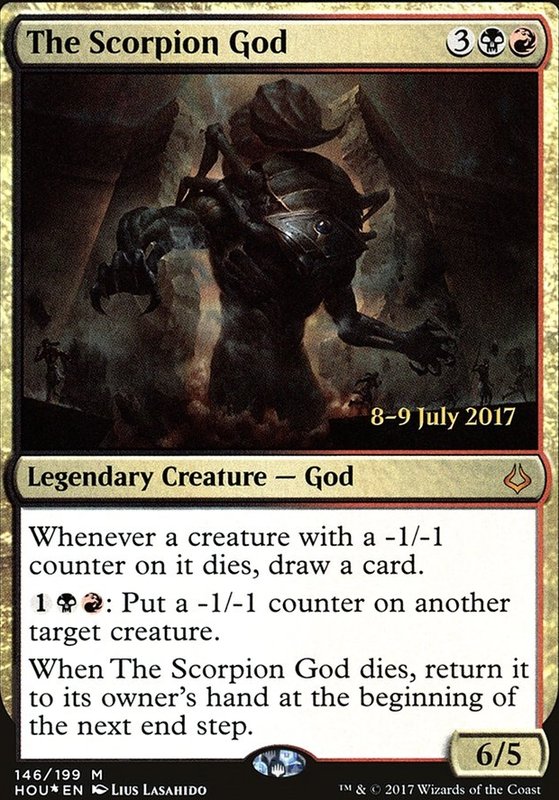 The Scorpion God 3
8–9 July 2017
Legendary Creature — God
Whenever a creature with a -1/-1
counter on it dies, draw a card.
1: Put a -1/-1 counter on another
target creature.
When The Scorpion God dies, return it
to its owner's hand at the beginning of
the next end step.
6/5
146/199 M
HOU★EN Lius Lasahido
™ & © 2017 Wizards of the Coast